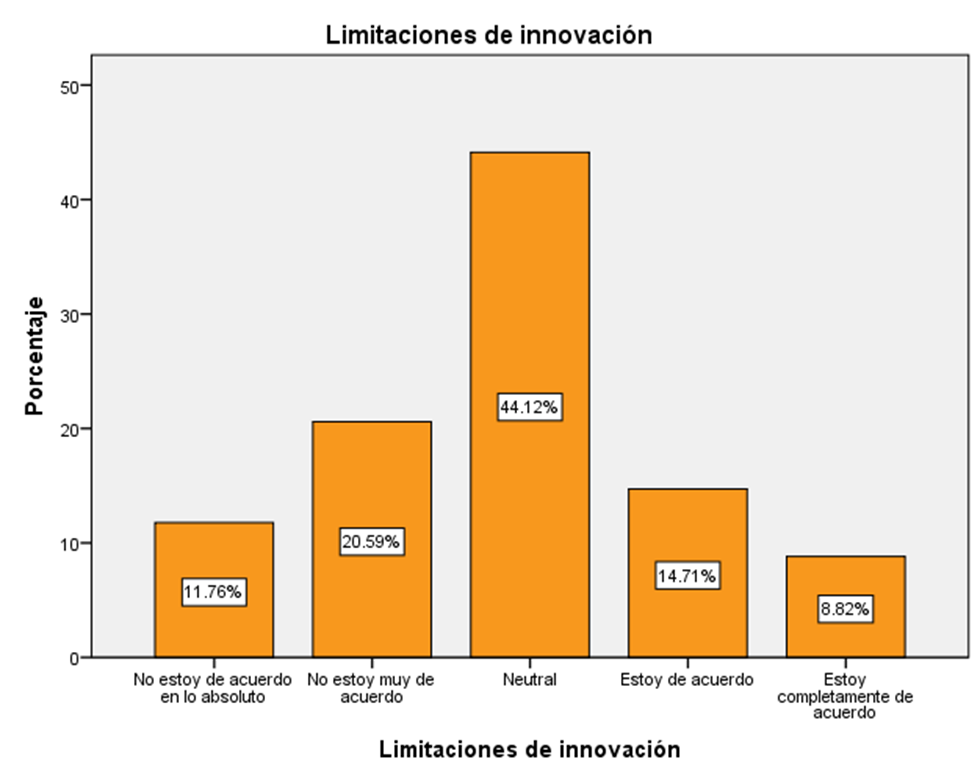 Limitaciones de innovación
Porcentaje
50
40
30
20
10
0
11.76%
20.59%
44.12%
14.71%
8.82%
No estoy de acuerdo
en lo absoluto
No estoy muy de
acuerdo
Neutral
Estoy de acuerdo
Estoy
completamente de
acuerdo
Limitaciones de innovación